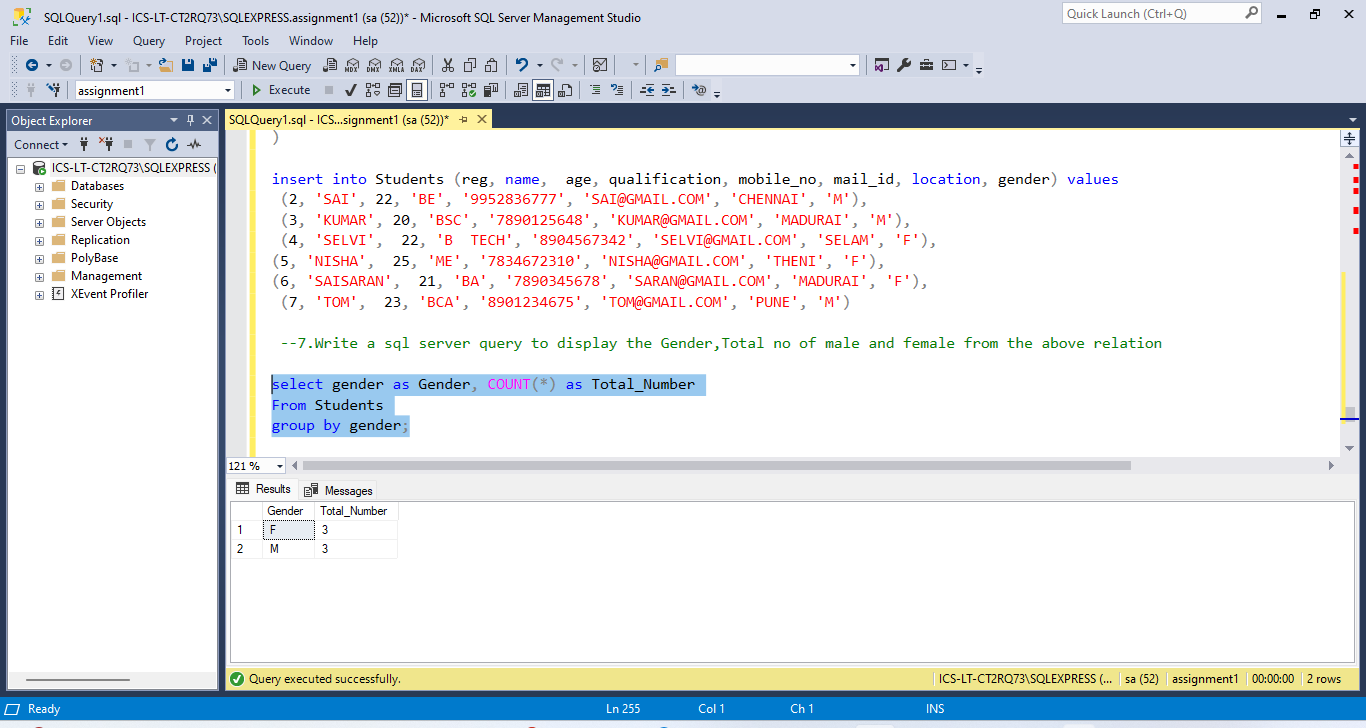 SQLQuery1.sql - ICS-LT-CT2RQ73\SQLEXPRESS.assignment1 (sa (52))* - Microsoft SQL Server Management Studio
Quick Launch (Ctrl+Q)
File Edit View Query Project Tools Window Help
New Query MDX DMX XMLA DAX
assignment1 Execute
Object Explorer
SQLQuery1.sql - ICS...signment1 (sa (52))*
Connect
ICS-LT-CT2RQ73\SQLEXPRESS (
Databases
Security
Server Objects
Replication
PolyBase
Management
XEvent Profiler
)
insert into Students (reg, name,  age, qualification, mobile_no, mail_id, location, gender) values
(2, 'SAI', 22, 'BE', '9952836777', 'SAI@GMAIL.COM', 'CHENNAI', 'M'),
(3, 'KUMAR', 20, 'BSC', '7890125648', 'KUMAR@GMAIL.COM', 'MADURAI', 'M'),
(4, 'SELVI',  22, 'B  TECH', '8904567342', 'SELVI@GMAIL.COM', 'SELAM', 'F'),
(5, 'NISHA',  25, 'ME', '7834672310', 'NISHA@GMAIL.COM', 'THENI', 'F'),
(6, 'SAISARAN',  21, 'BA', '7890345678', 'SARAN@GMAIL.COM', 'MADURAI', 'F'),
(7, 'TOM',  23, 'BCA', '8901234675', 'TOM@GMAIL.COM', 'PUNE', 'M')
--7.Write a sql server query to display the Gender,Total no of male and female from the above relation
select gender as Gender, COUNT(*) as Total_Number
From Students
group by gender;
121 %
Results Messages
Gender Total_Number
1 F 3
2 M 3
Query executed successfully. ICS-LT-CT2RQ73\SQLEXPRESS (... sa (52) assignment1 00:00:00 2 rows
Ready Ln 255 Col 1 Ch 1 INS